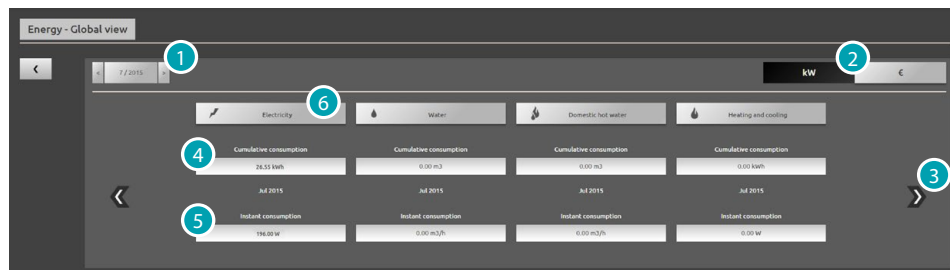 Energy - Global view
1
2
< 7 / 2015 >
kW €
6
Electricity Water Domestic hot water Heating and cooling
4
Cumulative consumption Cumulative consumption Cumulative consumption Cumulative consumption
26.55 kWh 0.00 m3 0.00 m3 0.00 kWh
3
Jul 2015 Jul 2015 Jul 2015 Jul 2015
5
Instant consumption Instant consumption Instant consumption Instant consumption
196.00 W 0.00 m3/h 0.00 m3/h 0.00 W